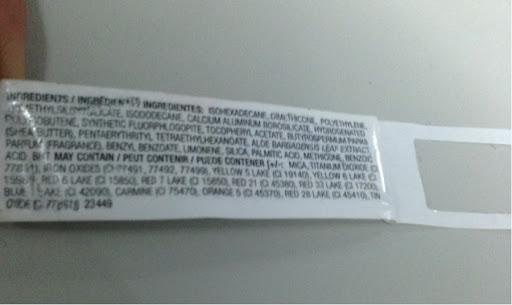 INGREDIENTS / INGRÉDIENTS / INGREDIENTES: ISOHEXADECANE, DIMETHICONE, POLYETHYLENE,
ISODODECANE, CALCIUM ALUMINUM BOROSILICATE, HYDROGENATED
SYNTHETIC FLUORPHLOGOPITE, TOCOPHERYL ACETATE, BUTYROSPERMUM PARKII
(SHEA BUTTER), PENTAERYTHRITYL TETRAETHYLHEXANOATE, ALOE BARBADENSIS LEAF EXTRACT,
PARFUM (FRAGRANCE), BENZYL BENZOATE, LIMONENE, SILICA, PALMITIC ACID, METHICONE, BENZOIC
ACID, BHT MAY CONTAIN / PEUT CONTENIR / PUEDE CONTENER [+/-: MICA, TITANIUM DIOXIDE (CI
77891), IRON OXIDES (CI 77491, 77492, 77499), YELLOW 5 LAKE (CI 19140), YELLOW 6 LAKE (CI
15985), RED 6 LAKE (CI 15850), RED 7 LAKE (CI 15850), RED 21 (CI 45380), RED 33 LAKE (CI 17200),
BLUE 1 LAKE (CI 42090), CARMINE (CI 75470), ORANGE 5 (CI 45370), RED 28 LAKE (CI 45410), TIN
OXIDE (CI 77861)] 23449